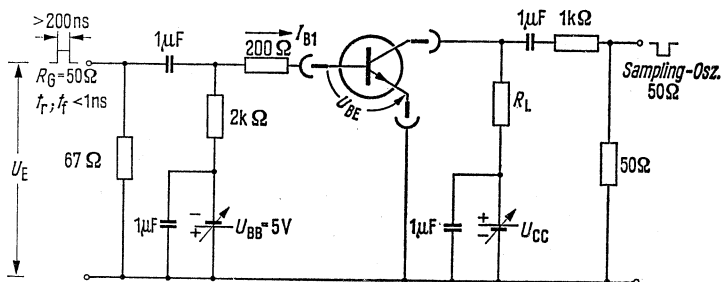 >200ns
R_G=50Ω
t_r; t_f <1ns
U_E
67 Ω
1μF
200 Ω
I_B1
2k Ω
1μF
-
+
U_BB=5V
U_BE
1μF
1kΩ
R_L
1μF
+
-
U_CC
Sampling-Osz.
50Ω
50Ω